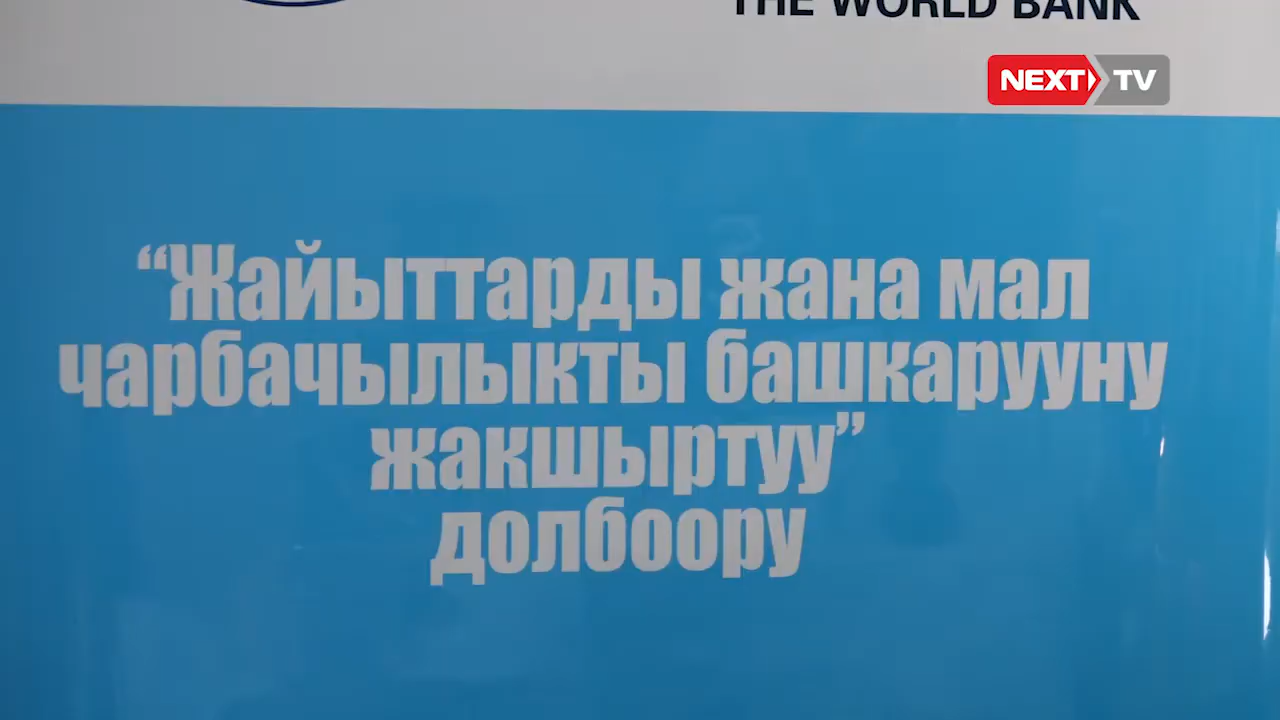 THE WORLD BANK
NEXT TV
“Жайыттарды жана мал
чарбачылыкты башкарууну
жакшыртуу”
долбоору